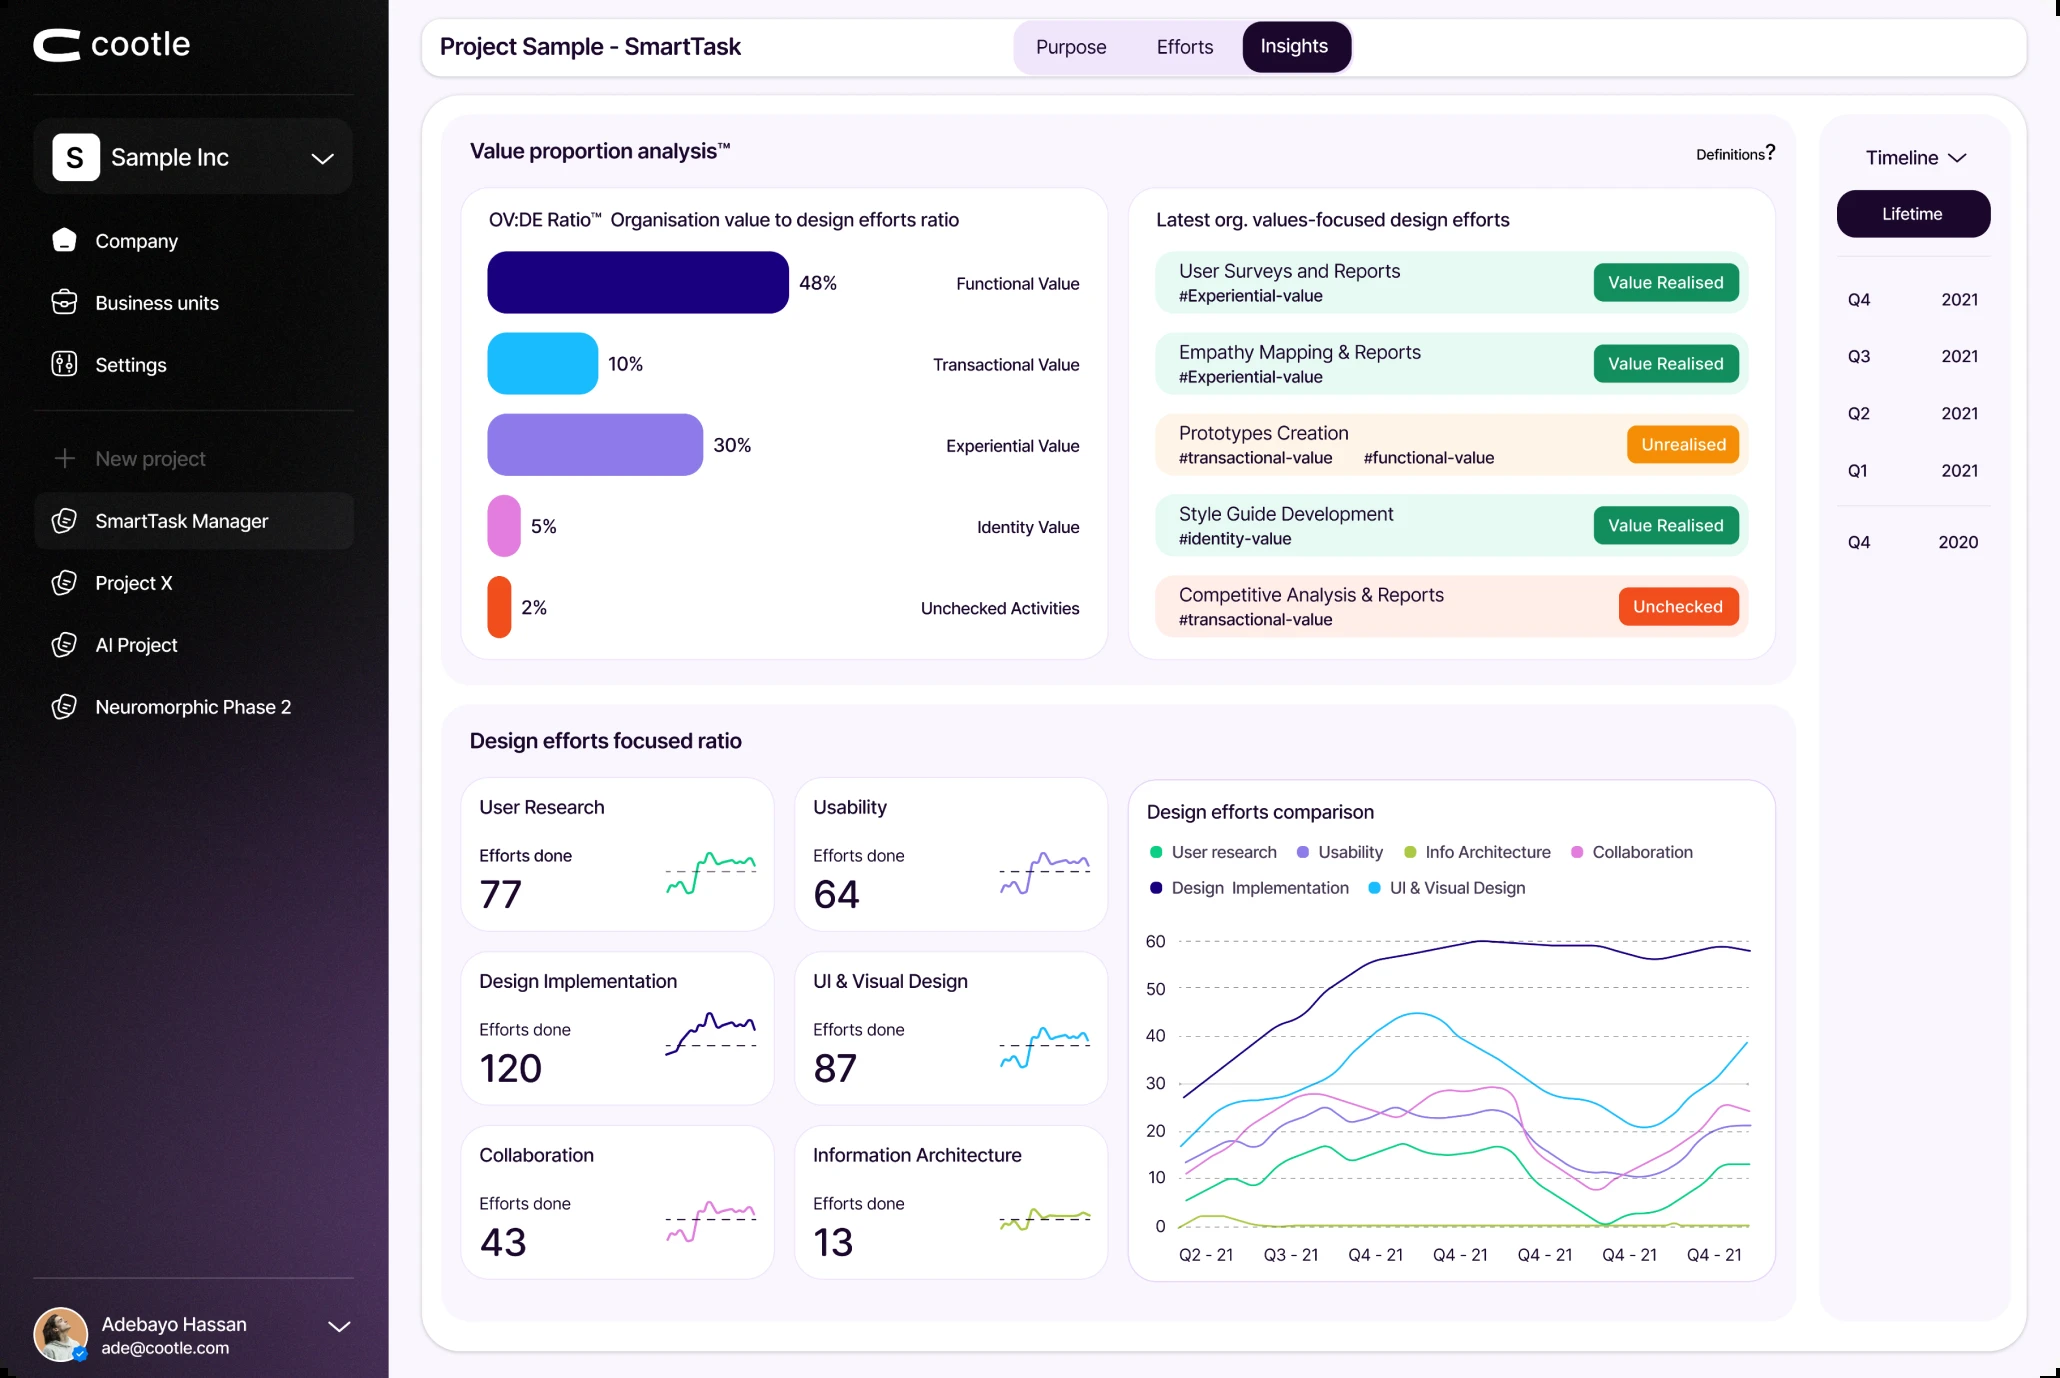 cootle
S Sample Inc
Company
Business units
Settings
New project
SmartTask Manager
Project X
AI Project
Neuromorphic Phase 2
Adebayo Hassan
ade@cootle.com
Project Sample - SmartTask
Purpose Efforts Insights
Value proportion analysis™
Definitions?
OV:DE Ratio™ Organisation value to design efforts ratio
48% Functional Value
10% Transactional Value
30% Experiential Value
5% Identity Value
2% Unchecked Activities
Latest org. values-focused design efforts
User Surveys and Reports
#Experiential-value
Value Realised
Empathy Mapping & Reports
#Experiential-value
Value Realised
Prototypes Creation
#transactional-value #functional-value
Unrealised
Style Guide Development
#identity-value
Value Realised
Competitive Analysis & Reports
#transactional-value
Unchecked
Timeline
Lifetime
Q4 2021
Q3 2021
Q2 2021
Q1 2021
Q4 2020
Design efforts focused ratio
User Research
Efforts done
77
Usability
Efforts done
64
Design Implementation
Efforts done
120
UI & Visual Design
Efforts done
87
Collaboration
Efforts done
43
Information Architecture
Efforts done
13
Design efforts comparison
User research Usability Info Architecture Collaboration
Design Implementation UI & Visual Design
60
50
40
30
20
10
0
Q2 - 21 Q3 - 21 Q4 - 21 Q4 - 21 Q4 - 21 Q4 - 21 Q4 - 21